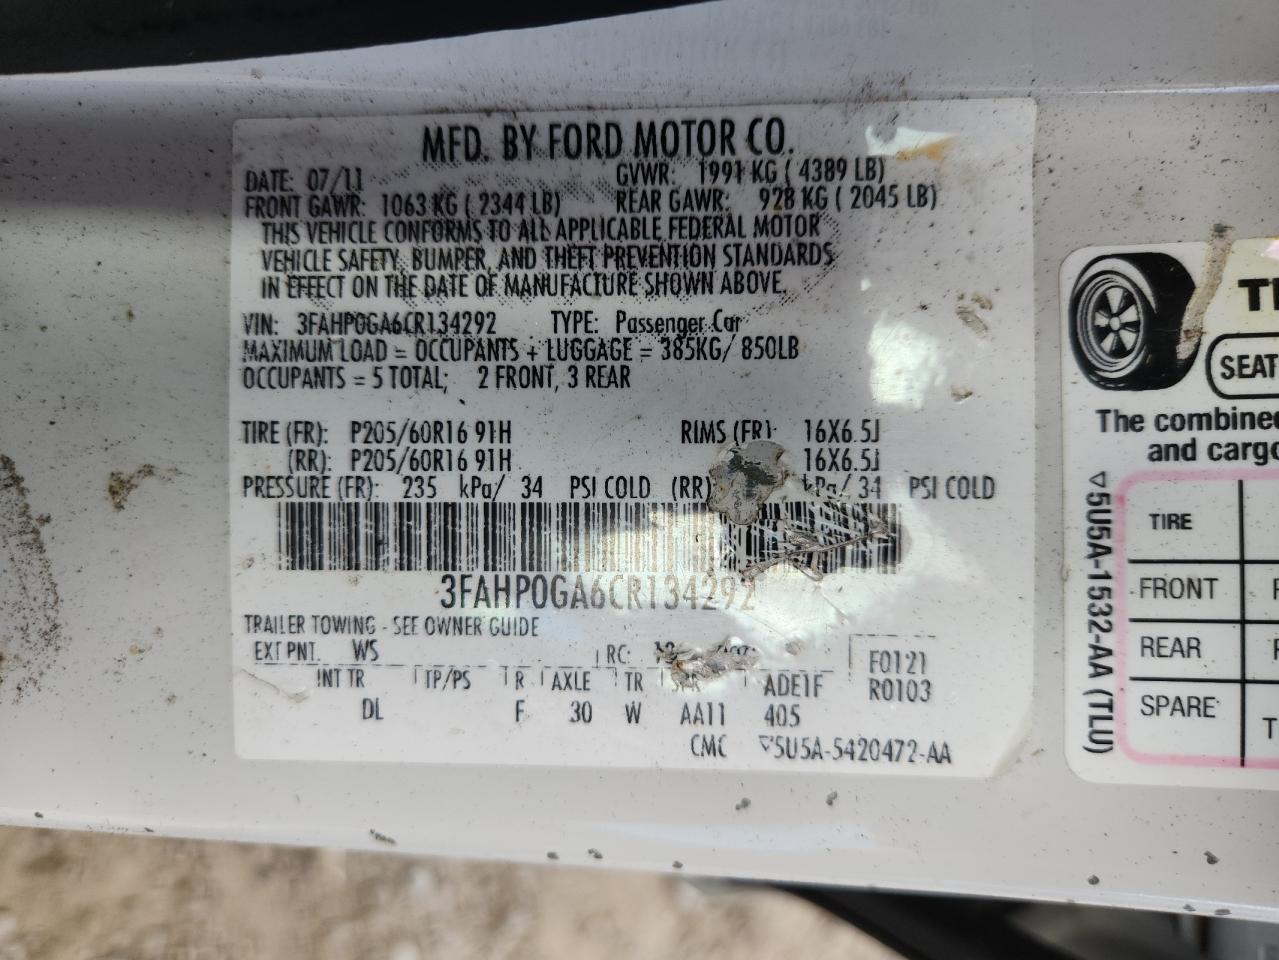 MFD. BY FORD MOTOR CO.
DATE: 07/11 GVWR: 1991 KG ( 4389 LB)
FRONT GAWR: 1063 KG ( 2344 LB) REAR GAWR: 928 KG ( 2045 LB)
THIS VEHICLE CONFORMS TO ALL APPLICABLE FEDERAL MOTOR
VEHICLE SAFETY, BUMPER, AND THEFT PREVENTION STANDARDS
IN EFFECT ON THE DATE OF MANUFACTURE SHOWN ABOVE.
VIN: 3FAHP0GA6CR134292 TYPE: Passenger Car
MAXIMUM LOAD = OCCUPANTS + LUGGAGE = 385KG/ 850LB
OCCUPANTS = 5 TOTAL; 2 FRONT, 3 REAR
TIRE (FR): P205/60R16 91H RIMS (FR): 16X6.5J
(RR): P205/60R16 91H 16X6.5J
PRESSURE (FR): 235 kPa/ 34 PSI COLD (RR) kPa/ 34 PSI COLD
3FAHP0GA6CR134292
TRAILER TOWING - SEE OWNER GUIDE
EXT PNT. WS RC: F0121
INT TR TP/PS R AXLE TR SPR ADE1F R0103
DL F 30 W AA11 405
CMC ▽5U5A-5420472-AA
SEAT
The combined
and cargo
TIRE
FRONT
REAR
SPARE
▽5U5A-1532-AA (TLU)